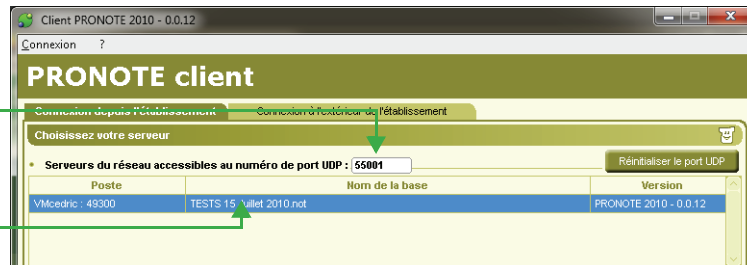 Client PRONOTE 2010 - 0.0.12
Connexion ?
PRONOTE client
Connexion depuis l'établissement Connexion à l'extérieur de l'établissement
Choisissez votre serveur
Serveurs du réseau accessibles au numéro de port UDP : 55001 Réinitialiser le port UDP
Poste Nom de la base Version
VMcedric : 49300 TESTS 15 Juillet 2010.not PRONOTE 2010 - 0.0.12